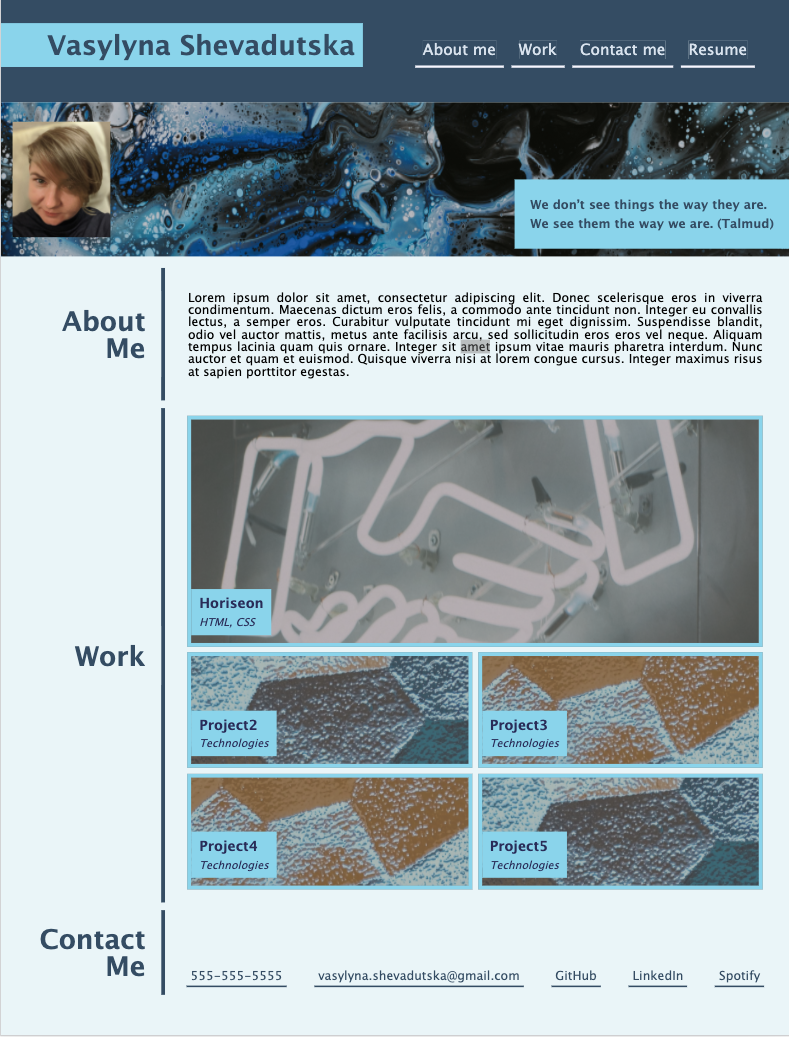 Vasylyna Shevadutska
About me Work Contact me Resume
We don't see things the way they are.
We see them the way we are. (Talmud)
About
Me
Lorem ipsum dolor sit amet, consectetur adipiscing elit. Donec scelerisque eros in viverra
condimentum. Maecenas dictum eros felis, a commodo ante tincidunt non. Integer eu convallis
lectus, a semper eros. Curabitur vulputate tincidunt mi eget dignissim. Suspendisse blandit,
odio vel auctor mattis, metus ante facilisis arcu, sed sollicitudin eros eros vel neque. Aliquam
tempus lacinia quam quis ornare. Integer sit amet ipsum vitae mauris pharetra interdum. Nunc
auctor et quam et euismod. Quisque viverra nisi at lorem congue cursus. Integer maximus risus
at sapien porttitor egestas.
Work
Horiseon
HTML, CSS
Project2
Technologies
Project3
Technologies
Project4
Technologies
Project5
Technologies
Contact
Me
555-555-5555 vasylyna.shevadutska@gmail.com GitHub LinkedIn Spotify